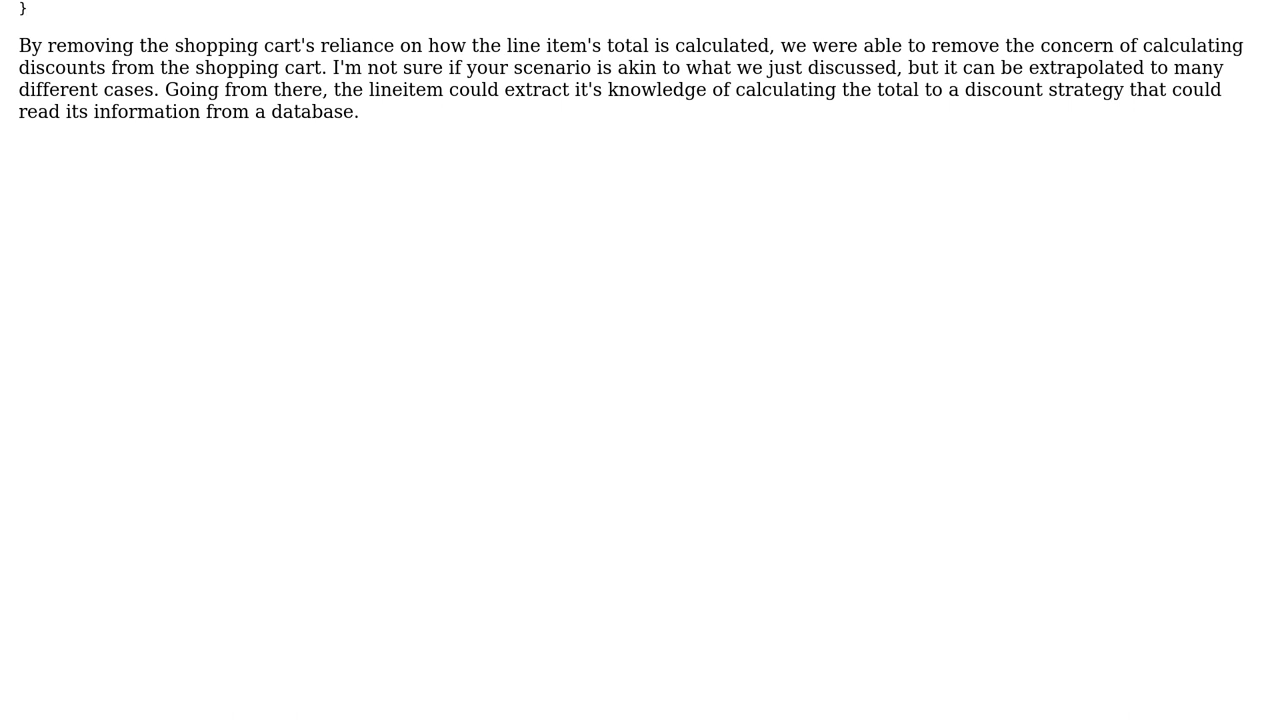 }
By removing the shopping cart's reliance on how the line item's total is calculated, we were able to remove the concern of calculating
discounts from the shopping cart. I'm not sure if your scenario is akin to what we just discussed, but it can be extrapolated to many
different cases. Going from there, the lineitem could extract it's knowledge of calculating the total to a discount strategy that could
read its information from a database.